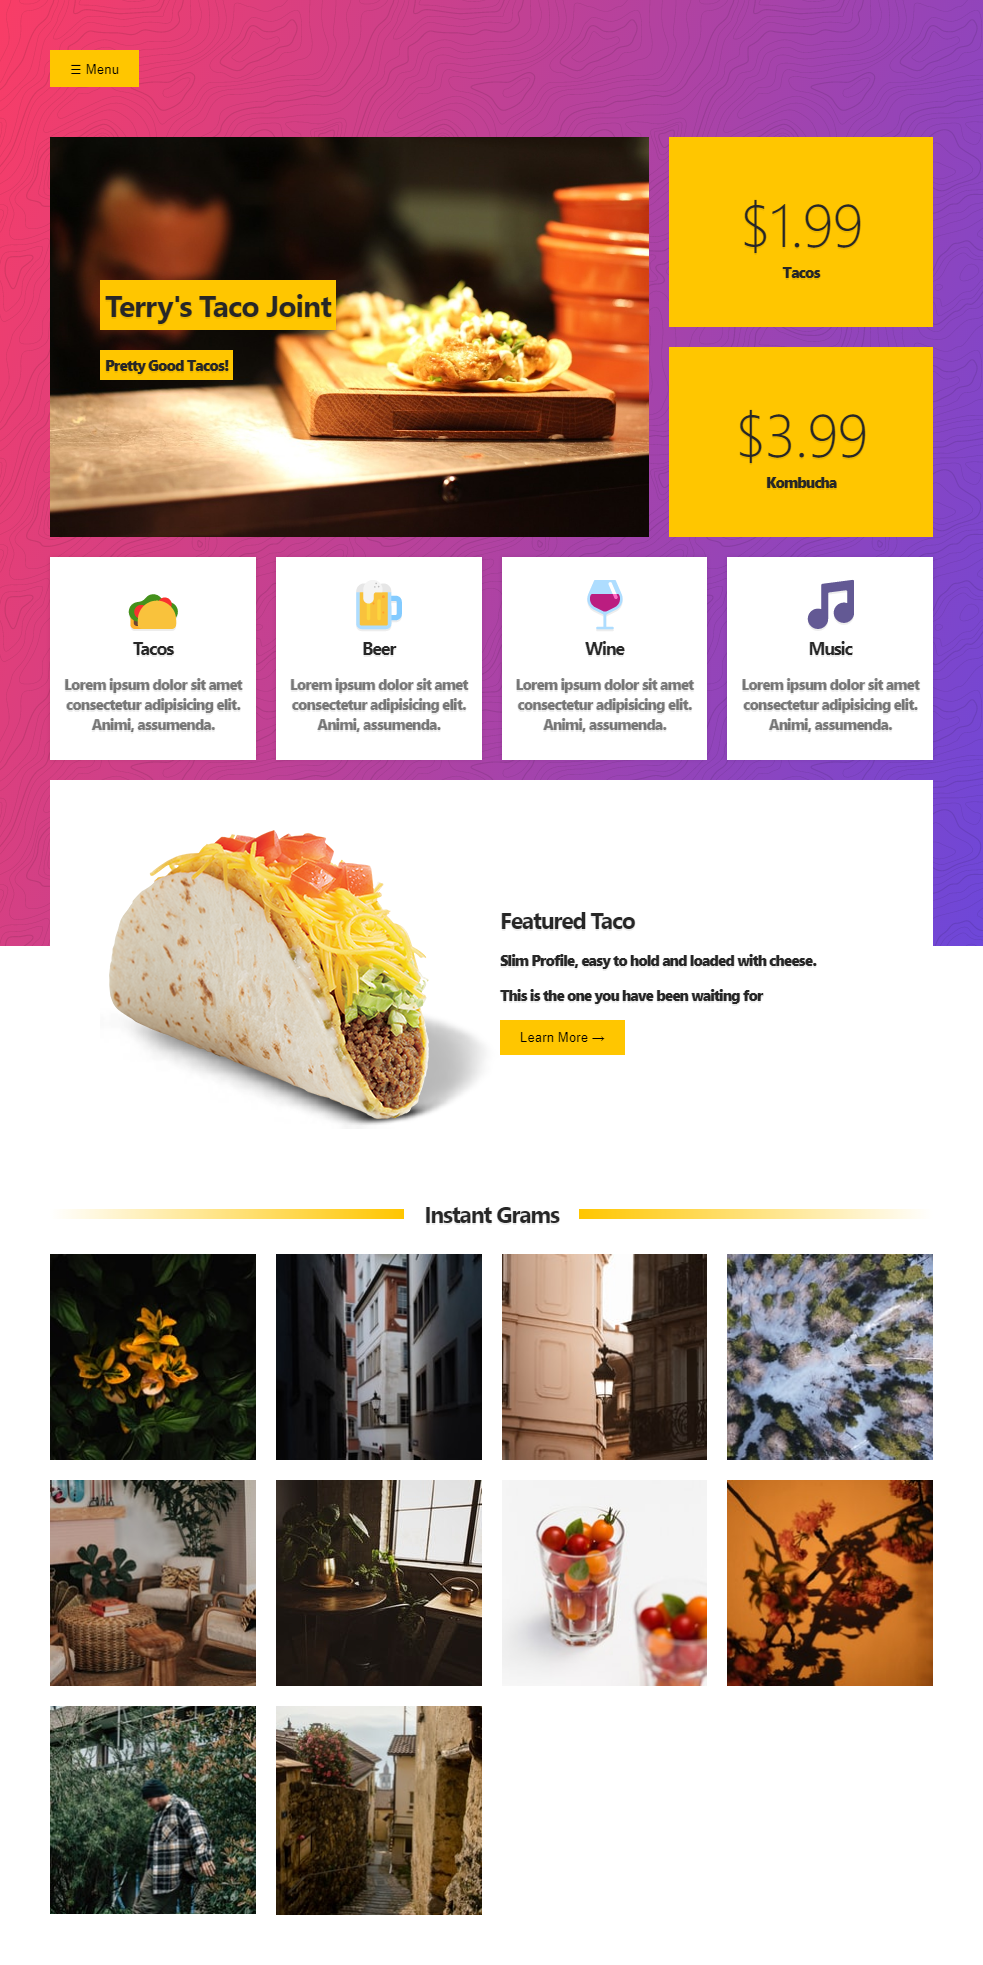 ☰ Menu
Terry's Taco Joint
Pretty Good Tacos!
$1.99
Tacos
$3.99
Kombucha
Tacos
Lorem ipsum dolor sit amet
consectetur adipisicing elit.
Animi, assumenda.
Beer
Lorem ipsum dolor sit amet
consectetur adipisicing elit.
Animi, assumenda.
Wine
Lorem ipsum dolor sit amet
consectetur adipisicing elit.
Animi, assumenda.
Music
Lorem ipsum dolor sit amet
consectetur adipisicing elit.
Animi, assumenda.
Featured Taco
Slim Profile, easy to hold and loaded with cheese.
This is the one you have been waiting for
Learn More →
Instant Grams